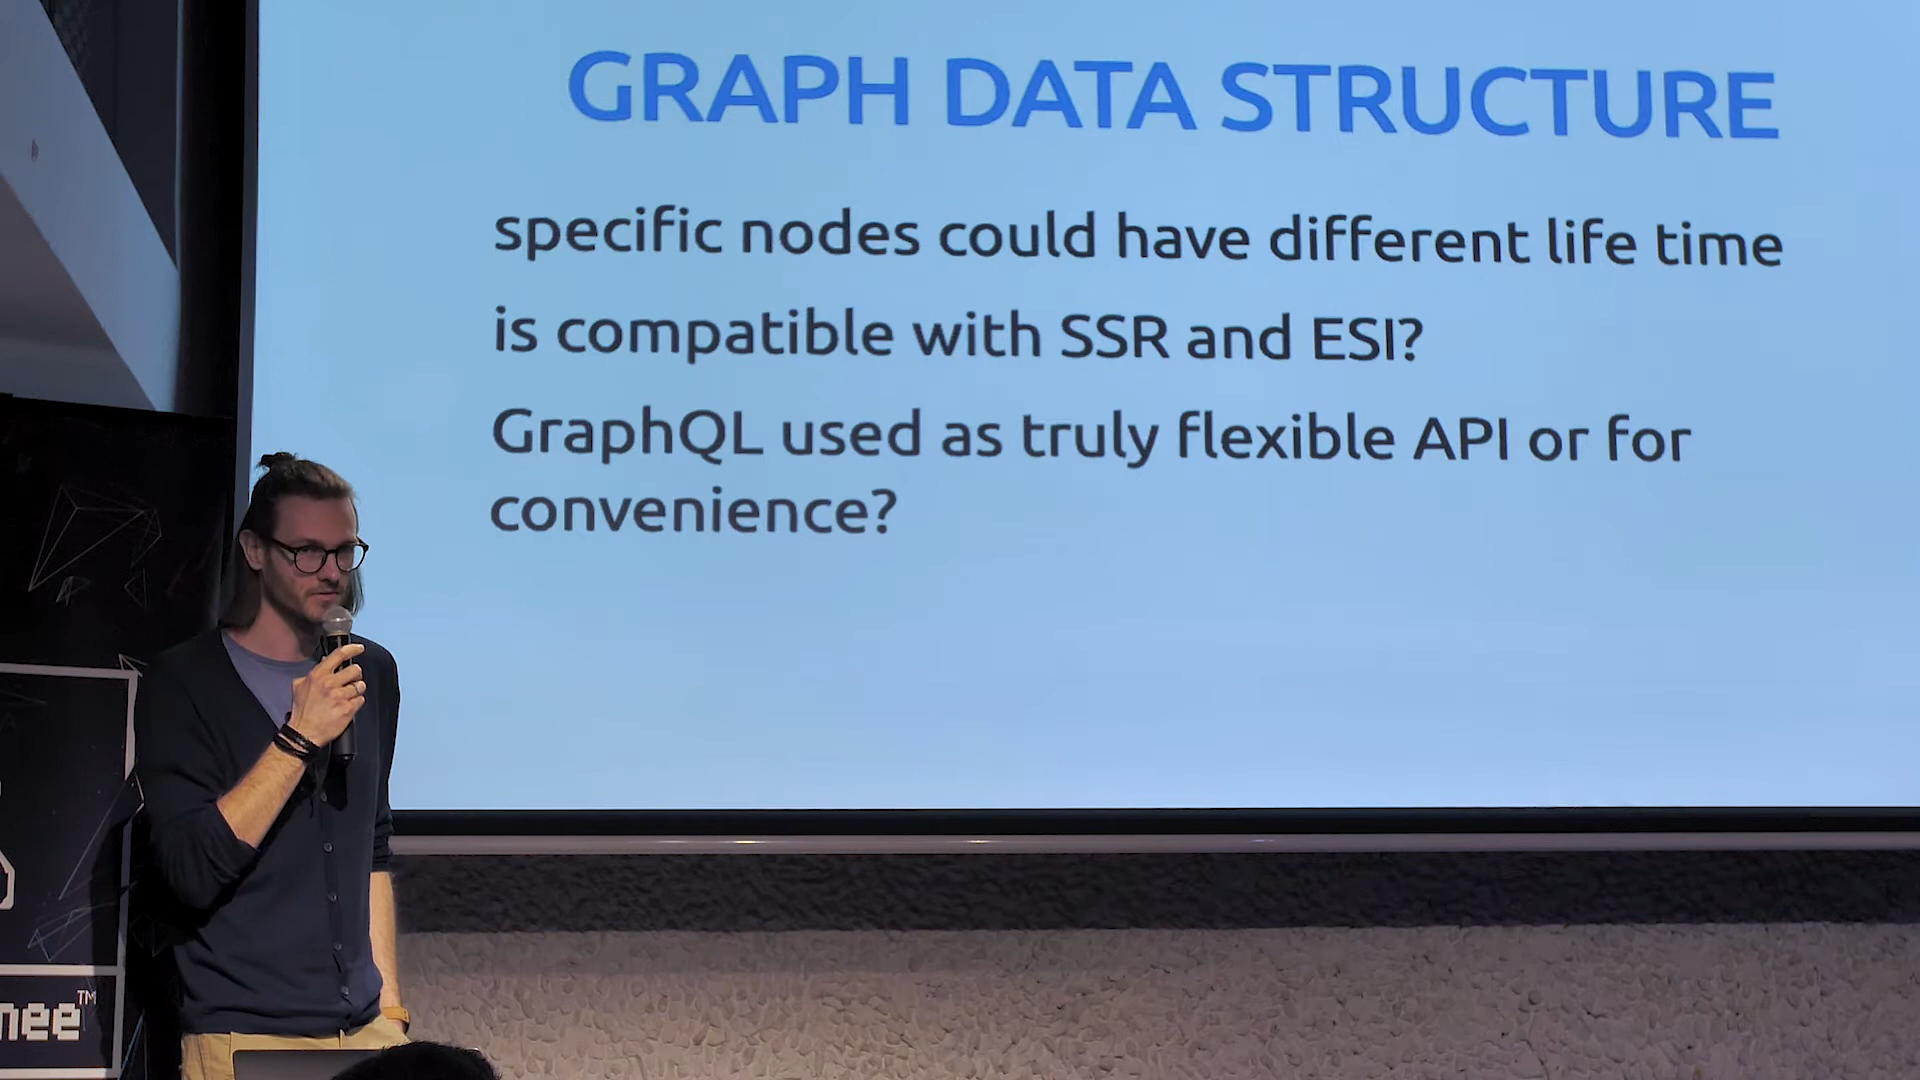 GRAPH DATA STRUCTURE
specific nodes could have different life time
is compatible with SSR and ESI?
GraphQL used as truly flexible API or for
convenience?
nee™